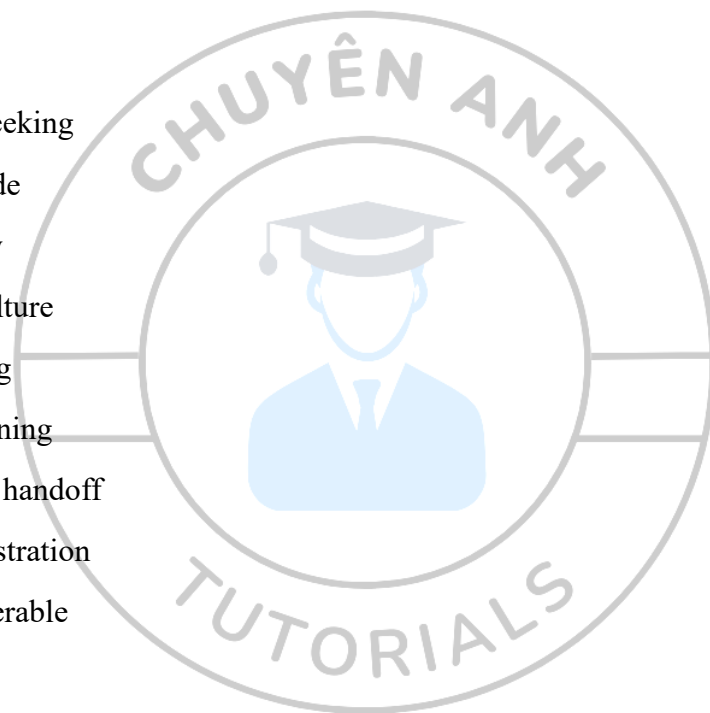 CHUYÊN ANH
eeking
de
lture
g
ning
handoff
stration
erable
TUTORIALS